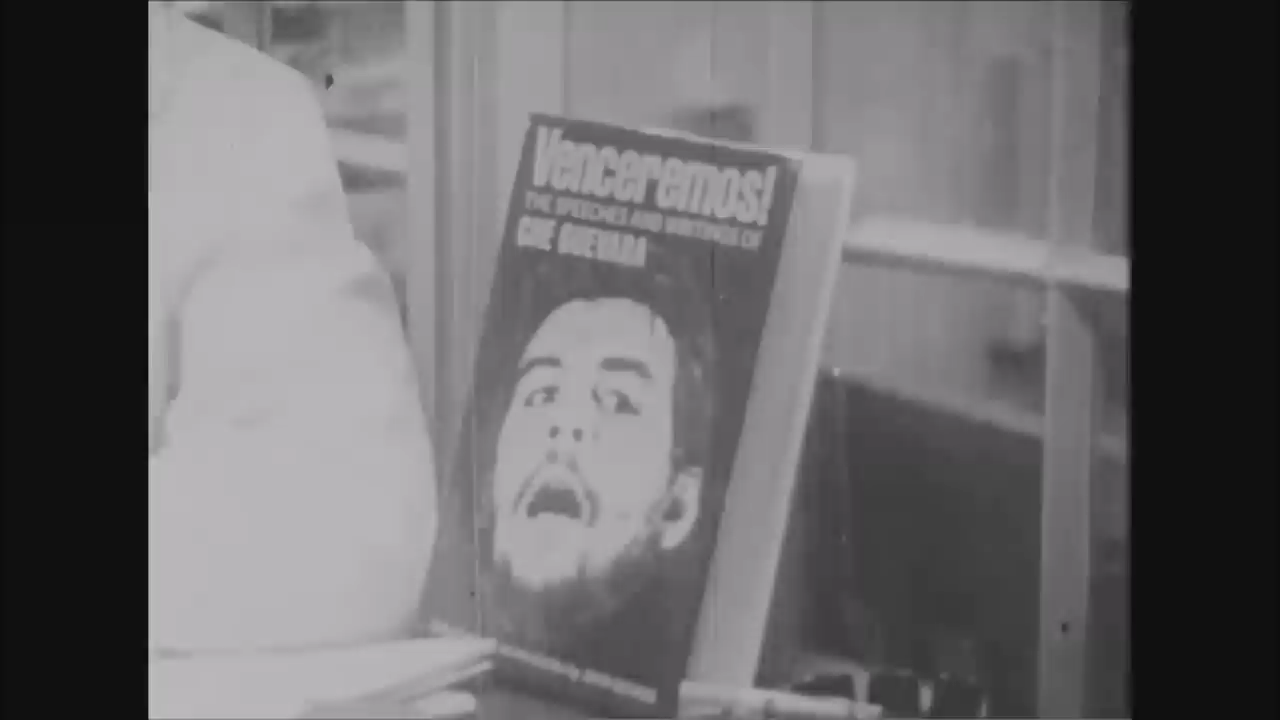 Venceremos!
THE SPEECHES AND WRITINGS OF
CHE GUEVARA